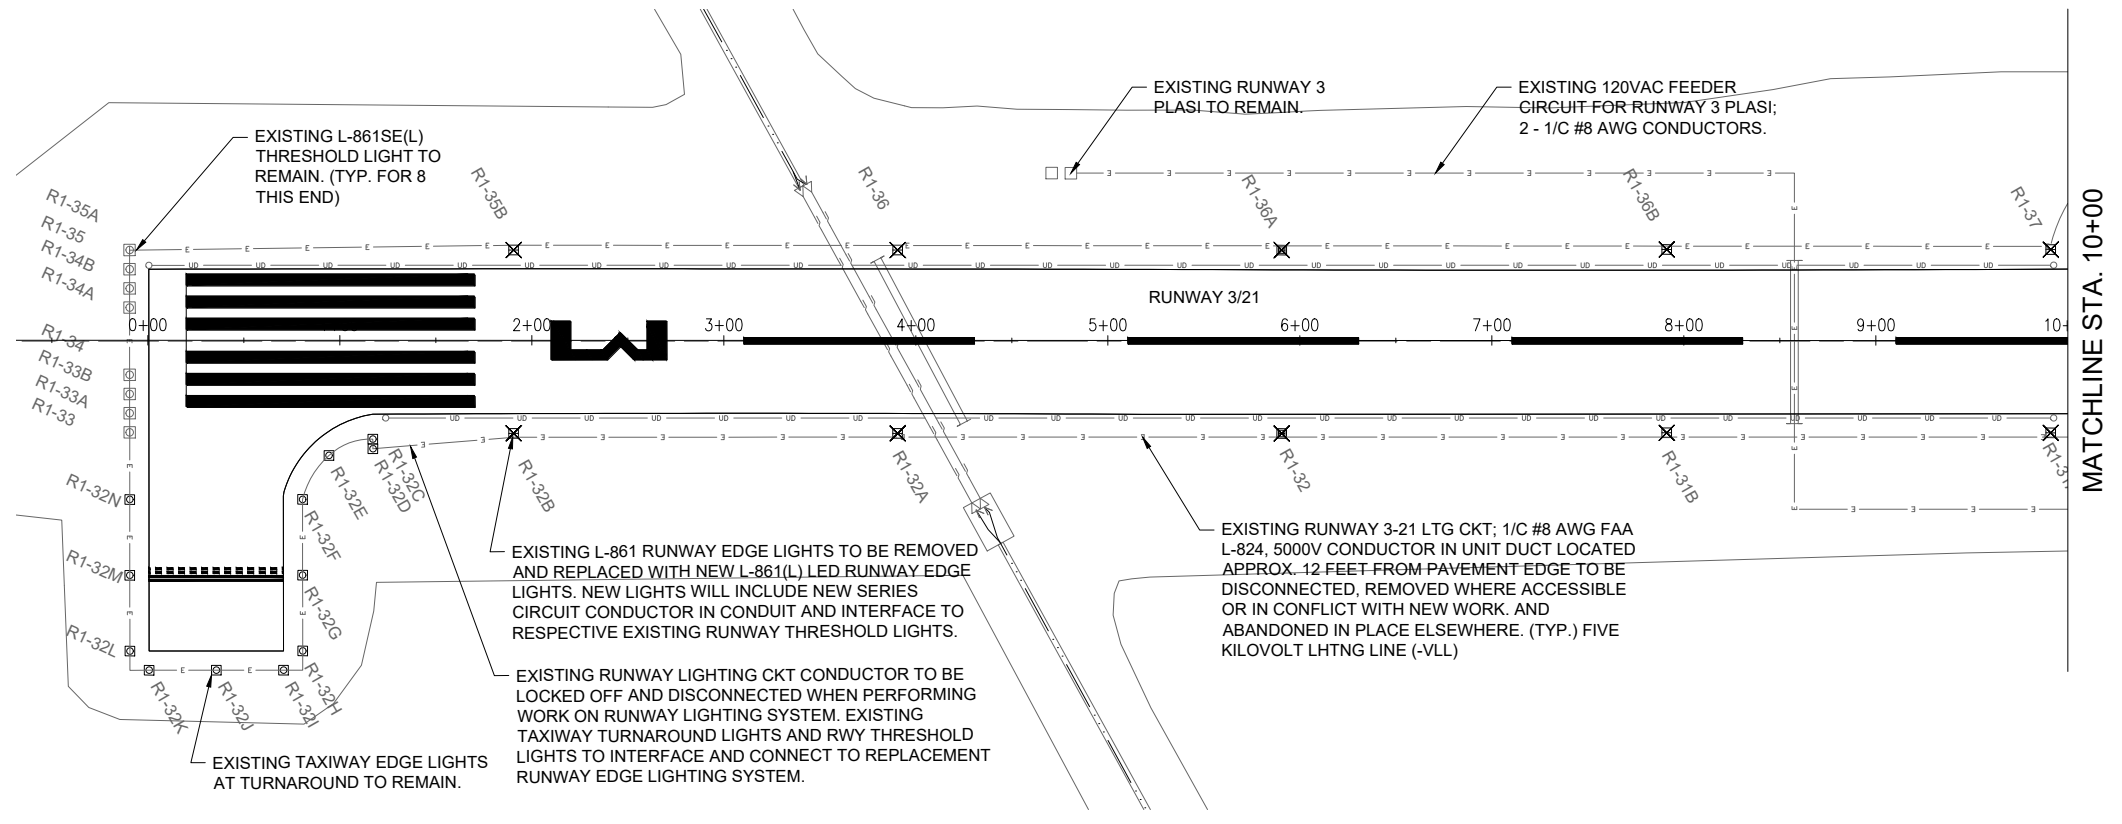 EXISTING RUNWAY 3
PLASI TO REMAIN.
EXISTING 120VAC FEEDER
CIRCUIT FOR RUNWAY 3 PLASI;
2 - 1/C #8 AWG CONDUCTORS.
EXISTING L-861SE(L)
THRESHOLD LIGHT TO
REMAIN. (TYP. FOR 8
THIS END)
R1-35A
R1-35
R1-34B
R1-34A
R1-34
R1-33B
R1-33A
R1-33
R1-35B
R1-36
R1-36A
R1-36B
R1-37
RUNWAY 3/21
0+00
2+00
3+00
4+00
5+00
6+00
7+00
8+00
9+00
10+
MATCHLINE STA. 10+00
R1-32N
R1-32M
R1-32L
R1-32K
R1-32J
R1-32I
R1-32H
R1-32G
R1-32F
R1-32E
R1-32D
R1-32C
R1-32B
R1-32A
R1-32
R1-31B
EXISTING L-861 RUNWAY EDGE LIGHTS TO BE REMOVED
AND REPLACED WITH NEW L-861(L) LED RUNWAY EDGE
LIGHTS. NEW LIGHTS WILL INCLUDE NEW SERIES
CIRCUIT CONDUCTOR IN CONDUIT AND INTERFACE TO
RESPECTIVE EXISTING RUNWAY THRESHOLD LIGHTS.
EXISTING RUNWAY 3-21 LTG CKT; 1/C #8 AWG FAA
L-824, 5000V CONDUCTOR IN UNIT DUCT LOCATED
APPROX. 12 FEET FROM PAVEMENT EDGE TO BE
DISCONNECTED, REMOVED WHERE ACCESSIBLE
OR IN CONFLICT WITH NEW WORK. AND
ABANDONED IN PLACE ELSEWHERE. (TYP.) FIVE
KILOVOLT LHTNG LINE (-VLL)
EXISTING RUNWAY LIGHTING CKT CONDUCTOR TO BE
LOCKED OFF AND DISCONNECTED WHEN PERFORMING
WORK ON RUNWAY LIGHTING SYSTEM. EXISTING
TAXIWAY TURNAROUND LIGHTS AND RWY THRESHOLD
LIGHTS TO INTERFACE AND CONNECT TO REPLACEMENT
RUNWAY EDGE LIGHTING SYSTEM.
EXISTING TAXIWAY EDGE LIGHTS
AT TURNAROUND TO REMAIN.